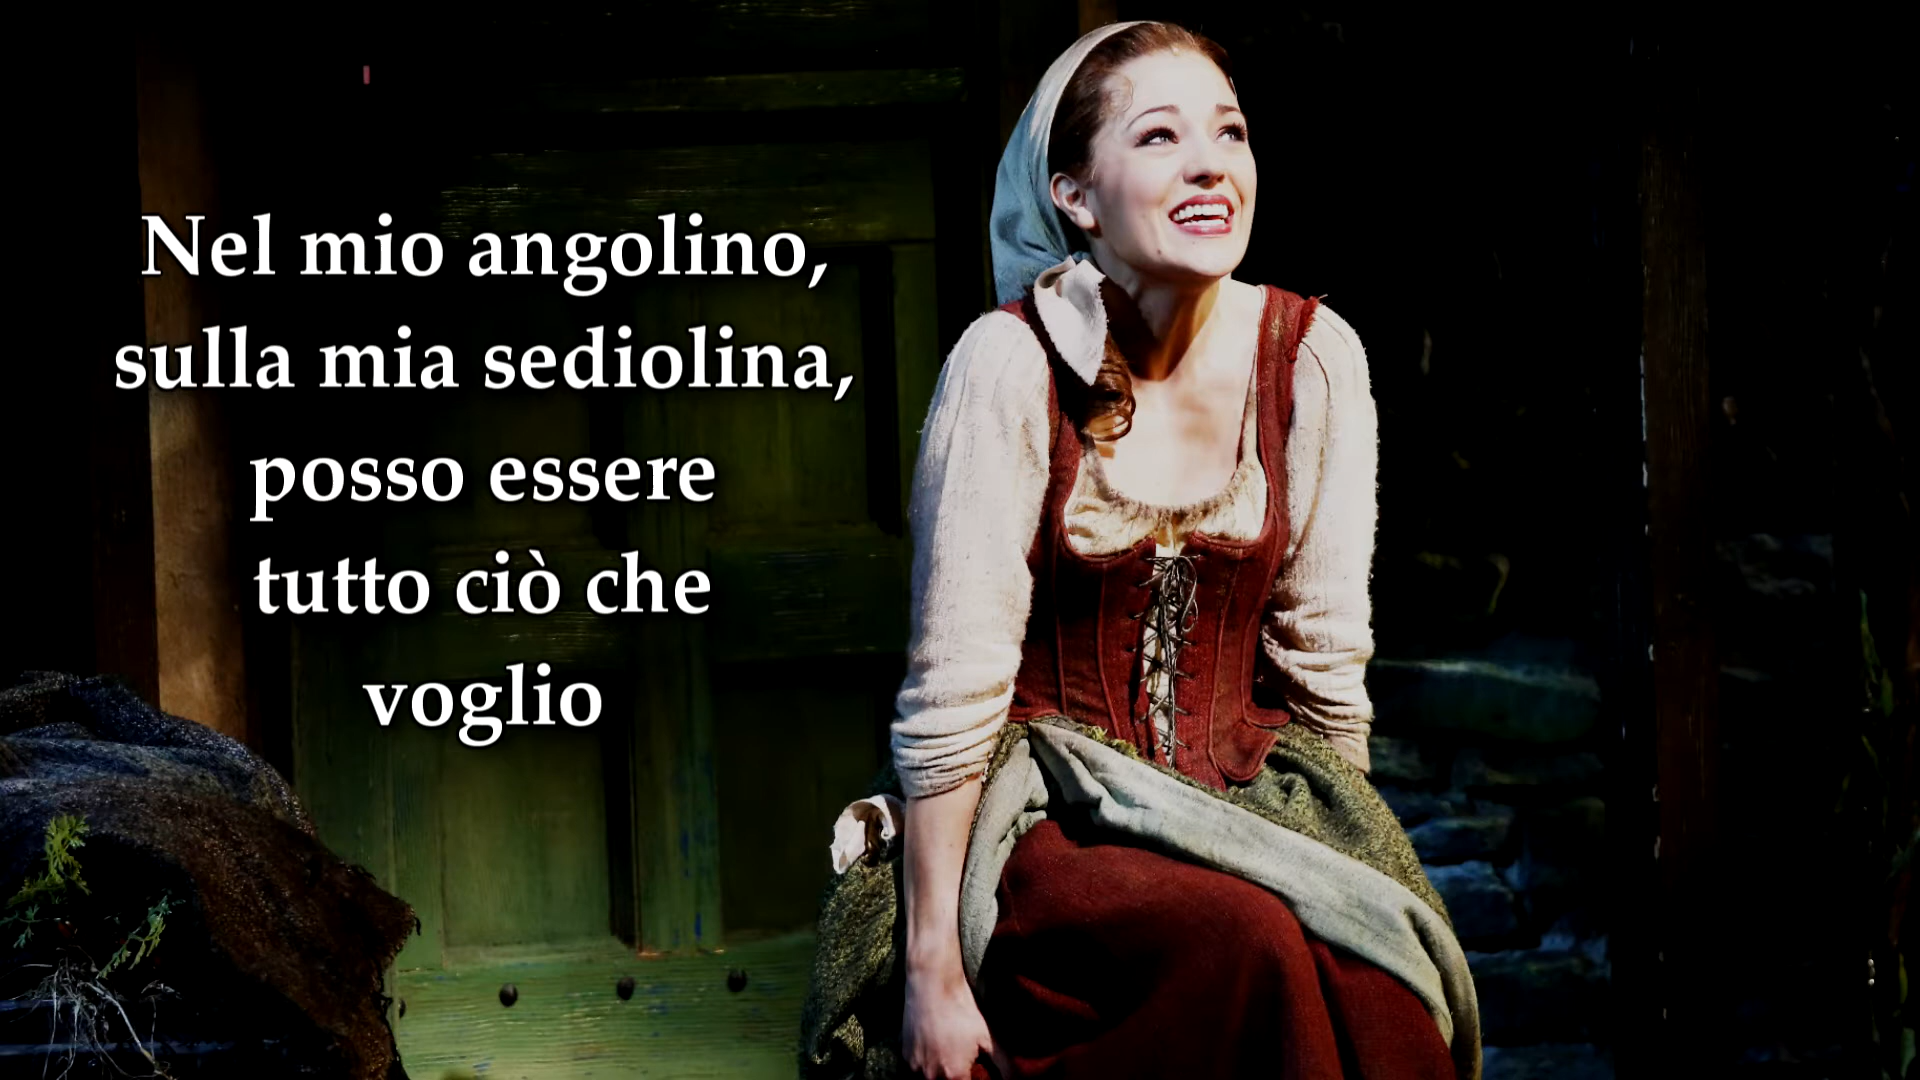 Nel mio angolino,
sulla mia sediolina,
posso essere
tutto ciò che
voglio